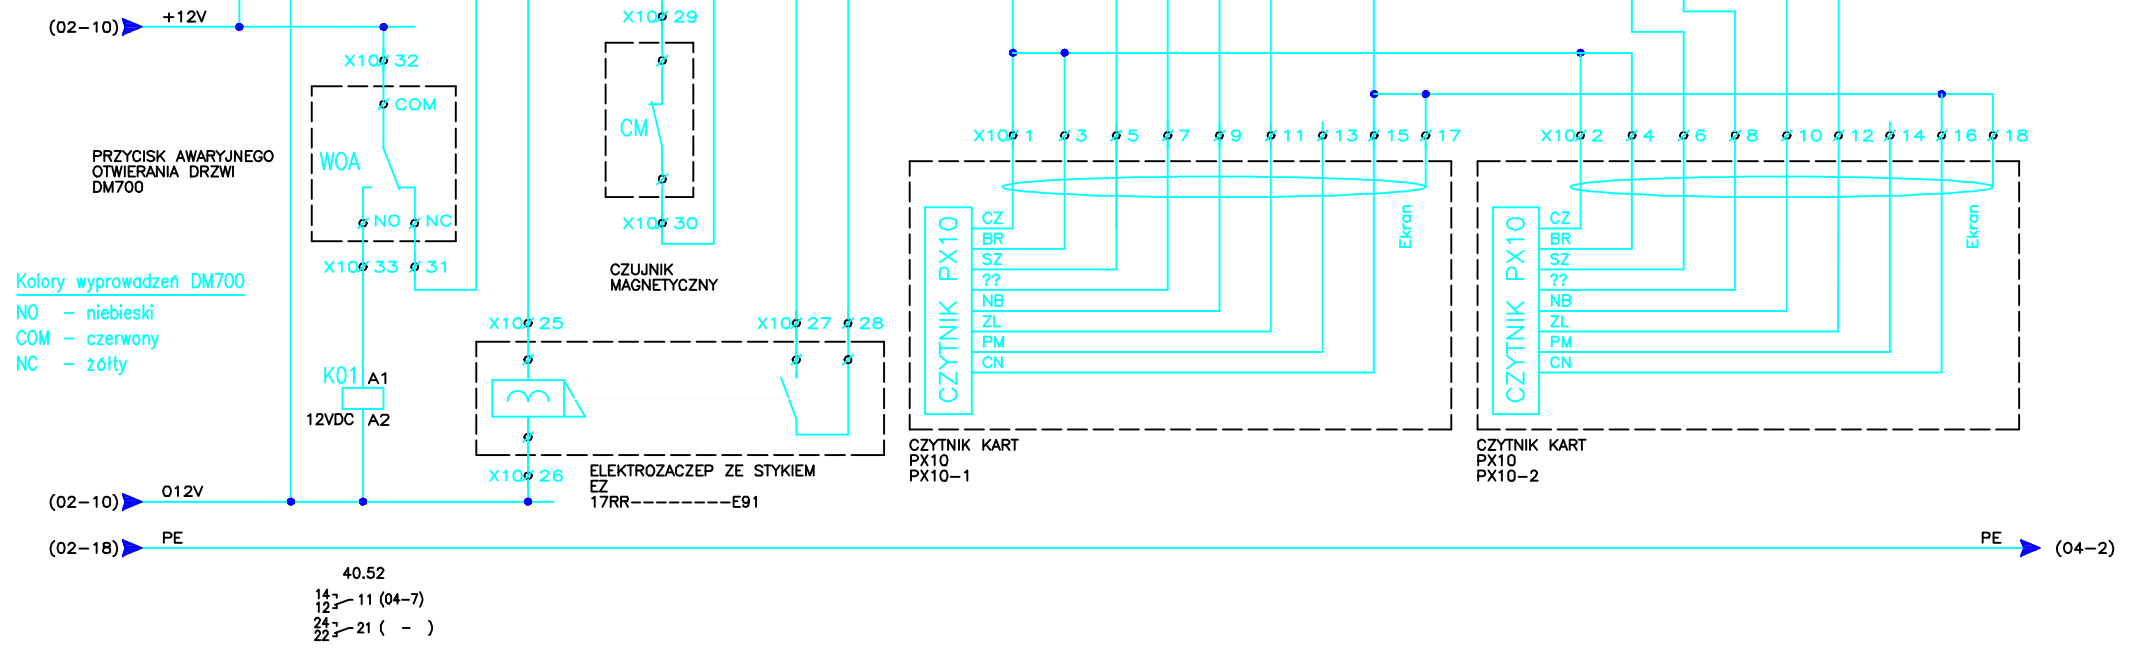 (02-10) +12V
X10 32
COM
PRZYCISK AWARYJNEGO
OTWIERANIA DRZWI
DM700
WOA
NO NC
X10 33 31
Kolory wyprowadzeń DM700
NO - niebieski
COM - czerwony
NC - żółty
K01 A1
12VDC A2
X10 29
CM
X10 30
CZUJNIK
MAGNETYCZNY
X10 25 X10 27 28
X10 26
ELEKTROZACZEP ZE STYKIEM
EZ
17RR---------E91
X10 1 3 5 7 9 11 13 15 17
CZYTNIK PX10
CZ
BR
SZ
??
NB
ZL
PM
CN
Ekran
CZYTNIK KART
PX10
PX10-1
X10 2 4 6 8 10 12 14 16 18
CZYTNIK PX10
CZ
BR
SZ
??
NB
ZL
PM
CN
Ekran
CZYTNIK KART
PX10
PX10-2
(02-10) 012V
(02-18) PE PE (04-2)
40.52
14
12 11 (04-7)
24
22 21 ( - )